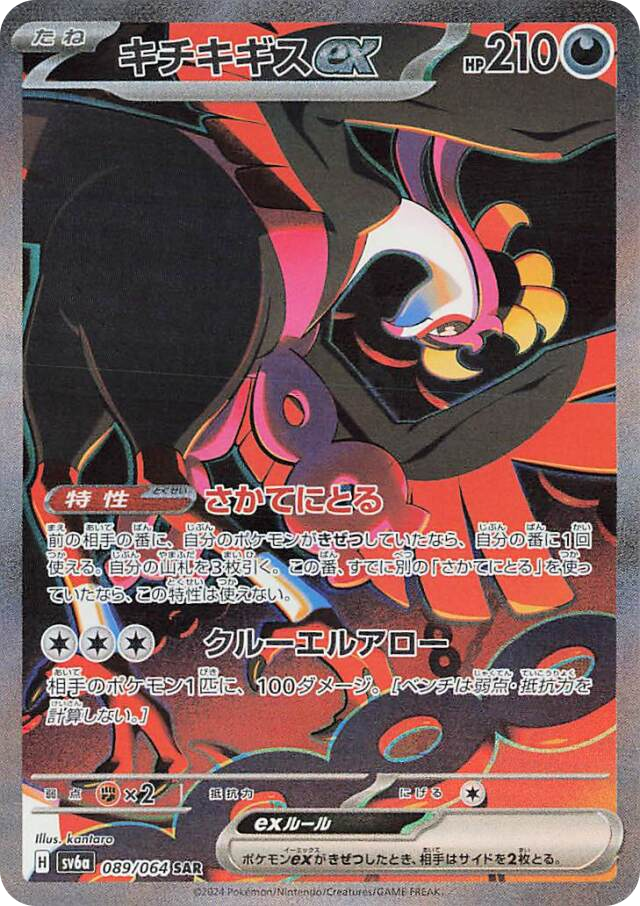 たね キチキギスex HP210
特性 とくせい さかてにとる
前の相手の番に、自分のポケモンがきぜつしていたなら、自分の番に1回
使える。自分の山札を3枚引く。この番、すでに別の「さかてにとる」を使っ
ていたなら、この特性は使えない。
クルーエルアロー
相手のポケモン1匹に、100ダメージ。[ベンチは弱点・抵抗力を
計算しない。]
弱点 ×2 抵抗力 にげる
Illus. kantaro
exルール
ポケモンexがきぜつしたとき、相手はサイドを2枚とる。
H sv6a 089/064 SAR
©2024 Pokémon/Nintendo/Creatures/GAME FREAK.